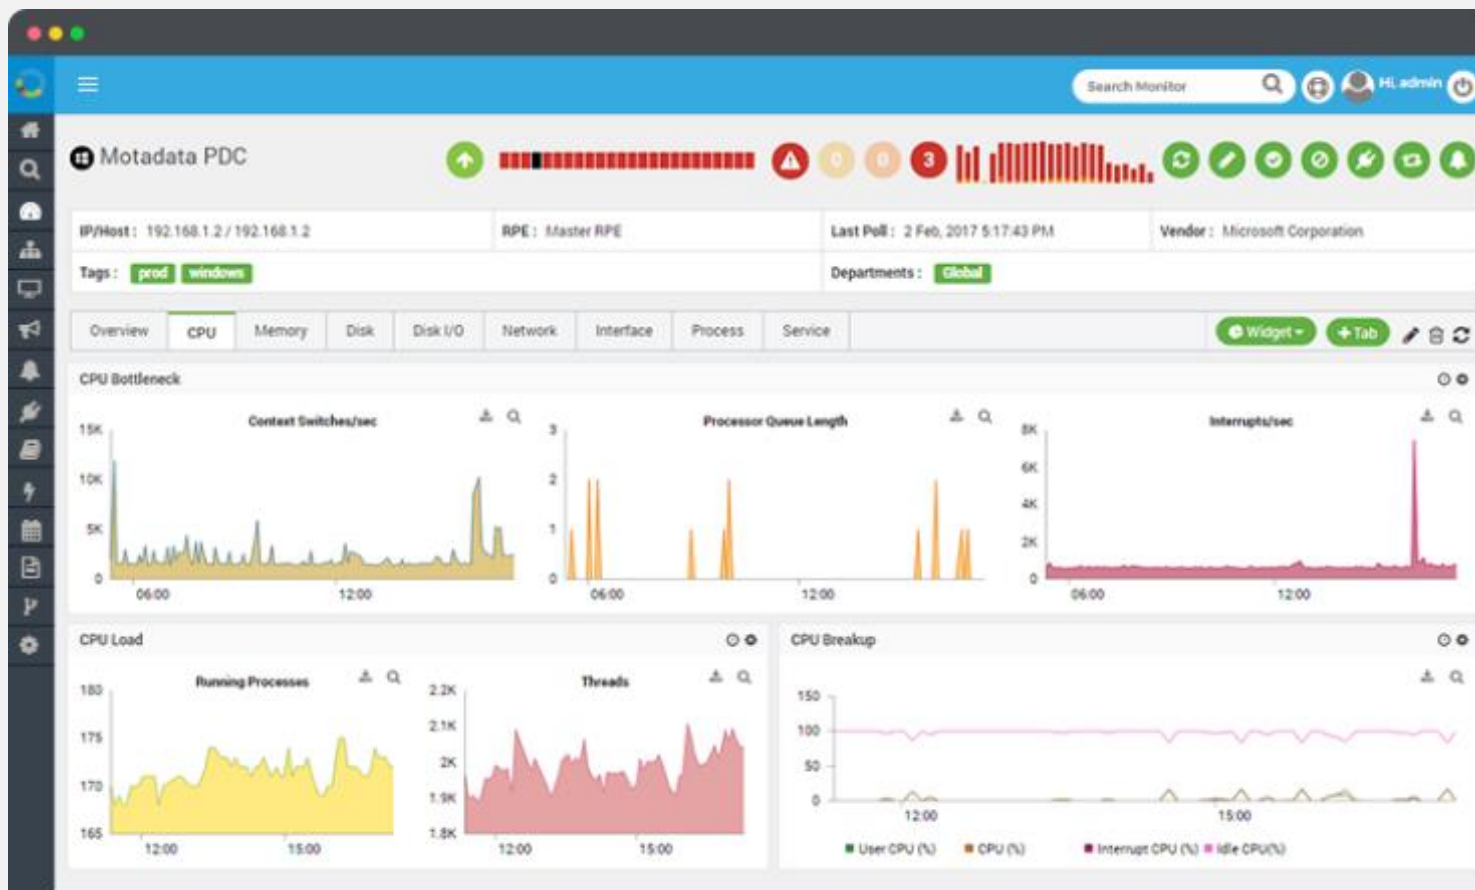 Search Monitor Hi, admin
Motadata PDC 0 0 3
IP/Host : 192.168.1.2 / 192.168.1.2 RPE : Master RPE Last Poll : 2 Feb, 2017 5:17:43 PM Vendor : Microsoft Corporation
Tags : prod windows Departments : Global
Overview CPU Memory Disk Disk I/O Network Interface Process Service Widget + Tab
CPU Bottleneck
Context Switches/sec Processor Queue Length Interrupts/sec
15K 3 8K
6K
10K 2
4K
5K 1
2K
0 0 0
06:00 12:00 06:00 12:00 06:00 12:00
CPU Load CPU Breakup
Running Processes Threads
180 2.2K 150
175 2.1K 100
2K
170 50
1.9K
165 1.8K 0
12:00 15:00 12:00 15:00 12:00 15:00
User CPU (%) CPU (%) Interrupt CPU (%) Idle CPU(%)